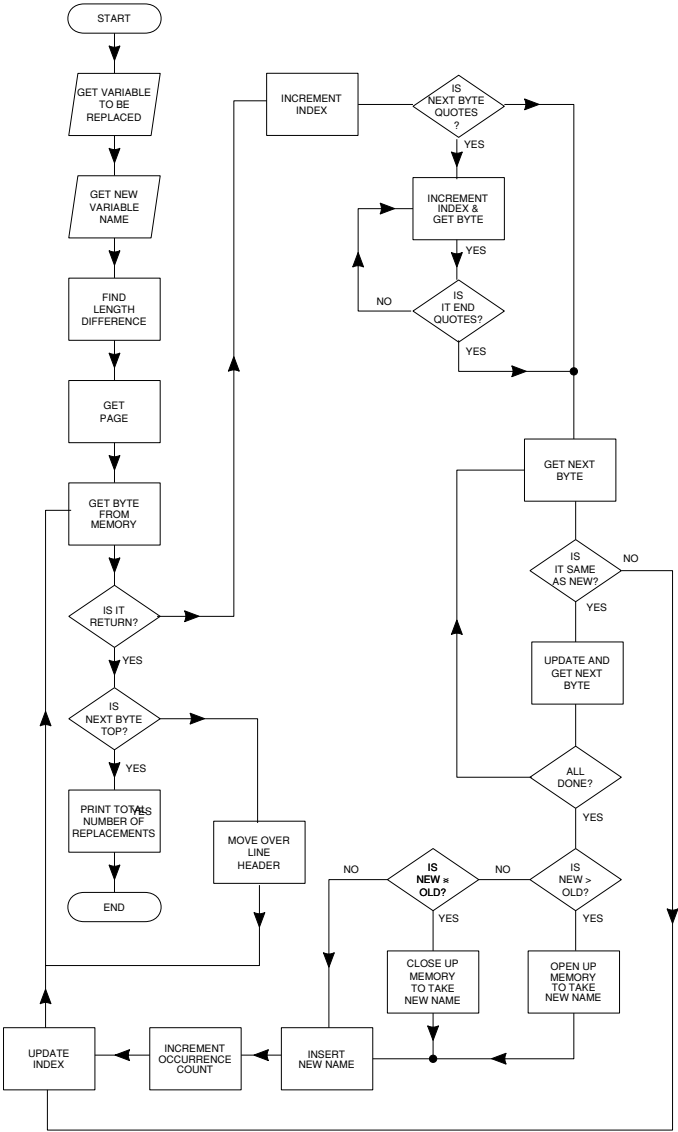 START
GET VARIABLE
TO BE
REPLACED
GET NEW
VARIABLE
NAME
FIND
LENGTH
DIFFERENCE
GET
PAGE
GET BYTE
FROM
MEMORY
IS IT
RETURN?
YES
IS
NEXT BYTE
TOP?
YES
PRINT TOTAL
YES
NUMBER OF
REPLACEMENTS
END
MOVE OVER
LINE
HEADER
INCREMENT
INDEX
IS
NEXT BYTE
QUOTES
?
YES
INCREMENT
INDEX &
GET BYTE
YES
IS
IT END
QUOTES?
NO
YES
GET NEXT
BYTE
IS
IT SAME
AS NEW?
NO
YES
UPDATE AND
GET NEXT
BYTE
ALL
DONE?
YES
IS
NEW >
OLD?
NO
YES
IS
NEW
OLD?
NO
YES
CLOSE UP
MEMORY
TO TAKE
NEW NAME
OPEN UP
MEMORY
TO TAKE
NEW NAME
INSERT
NEW NAME
INCREMENT
OCCURRENCE
COUNT
UPDATE
INDEX